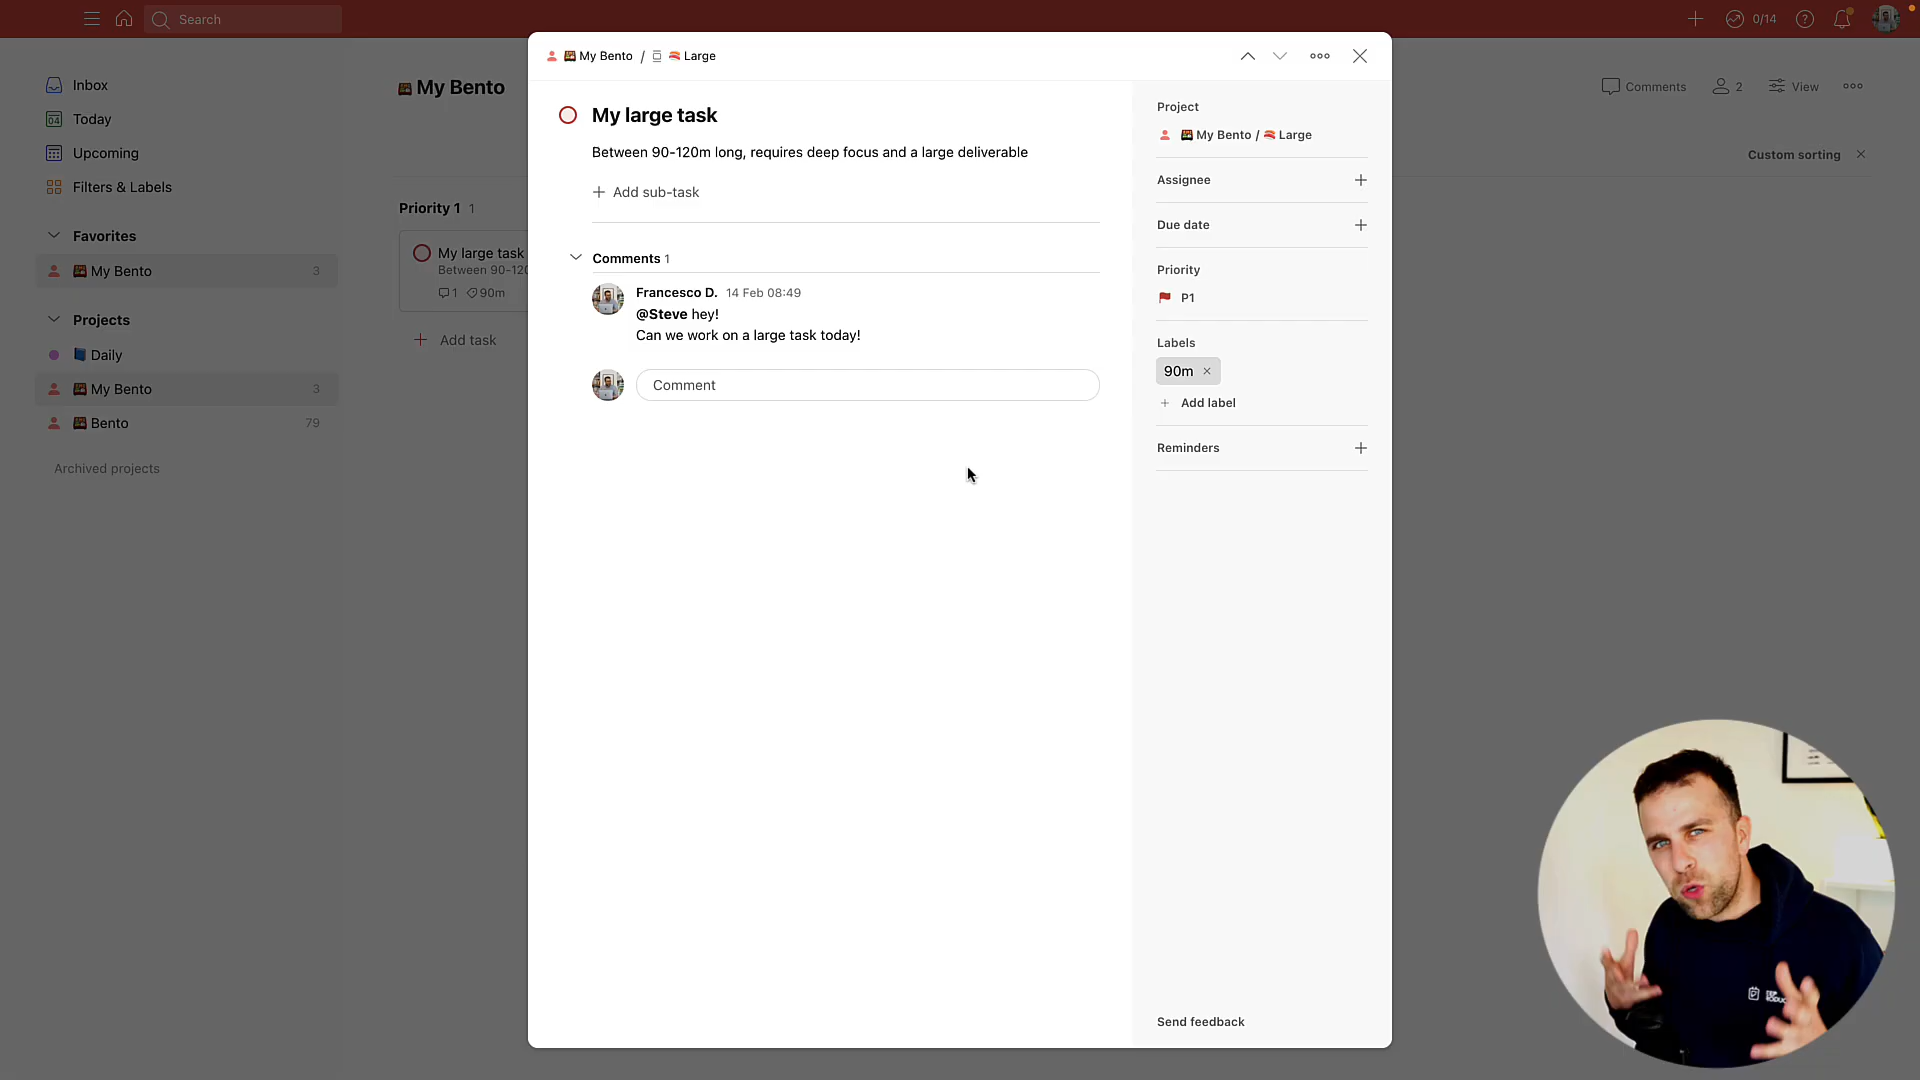 Search
0/14
Inbox
04
Today
Upcoming
Filters & Labels
Favorites
My Bento 3
Projects
Daily
My Bento 3
Bento 79
Archived projects
My Bento
Priority 1 1
My large task
Between 90-120
1 90m
Add task
Comments
2
View
Custom sorting
My Bento / Large
My large task
Between 90-120m long, requires deep focus and a large deliverable
Add sub-task
Comments 1
Francesco D. 14 Feb 08:49
@Steve hey!
Can we work on a large task today!
Comment
Project
My Bento / Large
Assignee
Due date
Priority
P1
Labels
90m
Add label
Reminders
Send feedback